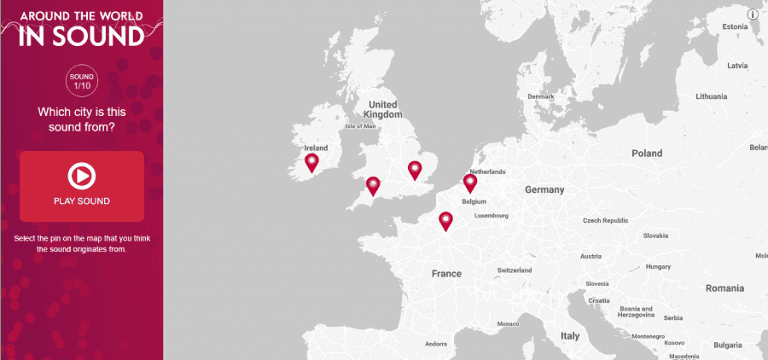 AROUND THE WORLD
IN SOUND
SOUND
1/10
Which city is this
sound from?
PLAY SOUND
Select the pin on the map that you think
the sound originates from.
i
Estonia
Latvia
Denmark
Lithuania
United
Kingdom
Isle of Man
Ireland
Belar
Poland
Netherlands
Germany
Belgium
Luxembourg
Czech Republic
Slovakia
Austria
Mol
France
Switzerland
Hungary
Slovenia
Romania
Croatia
Bosnia and
Herzegovina
Serbia
Monaco
Italy
Montenegro
Kosovo
Bulgaria
Andorra
Macedonia